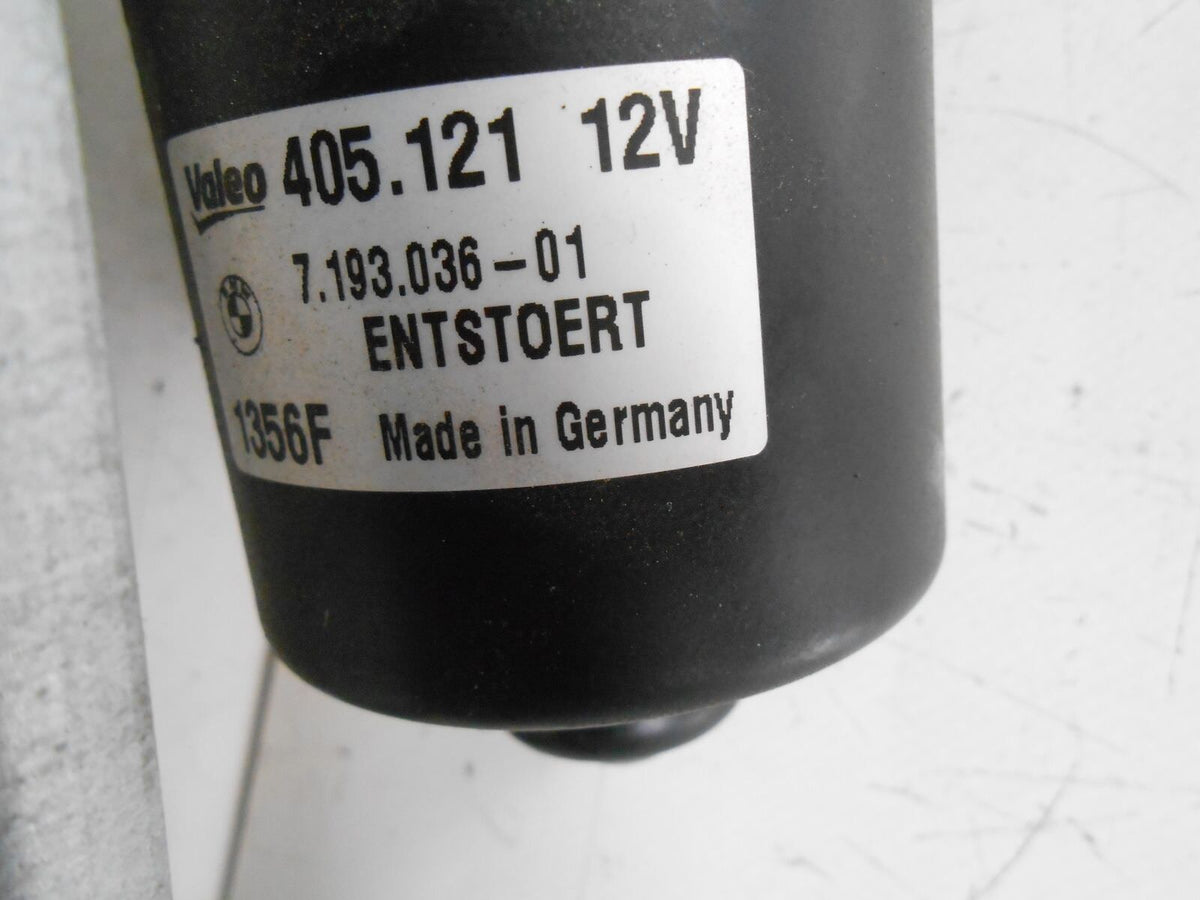 Valeo 405.121 12V
7.193.036-01
ENTSTOERT
1356F Made in Germany